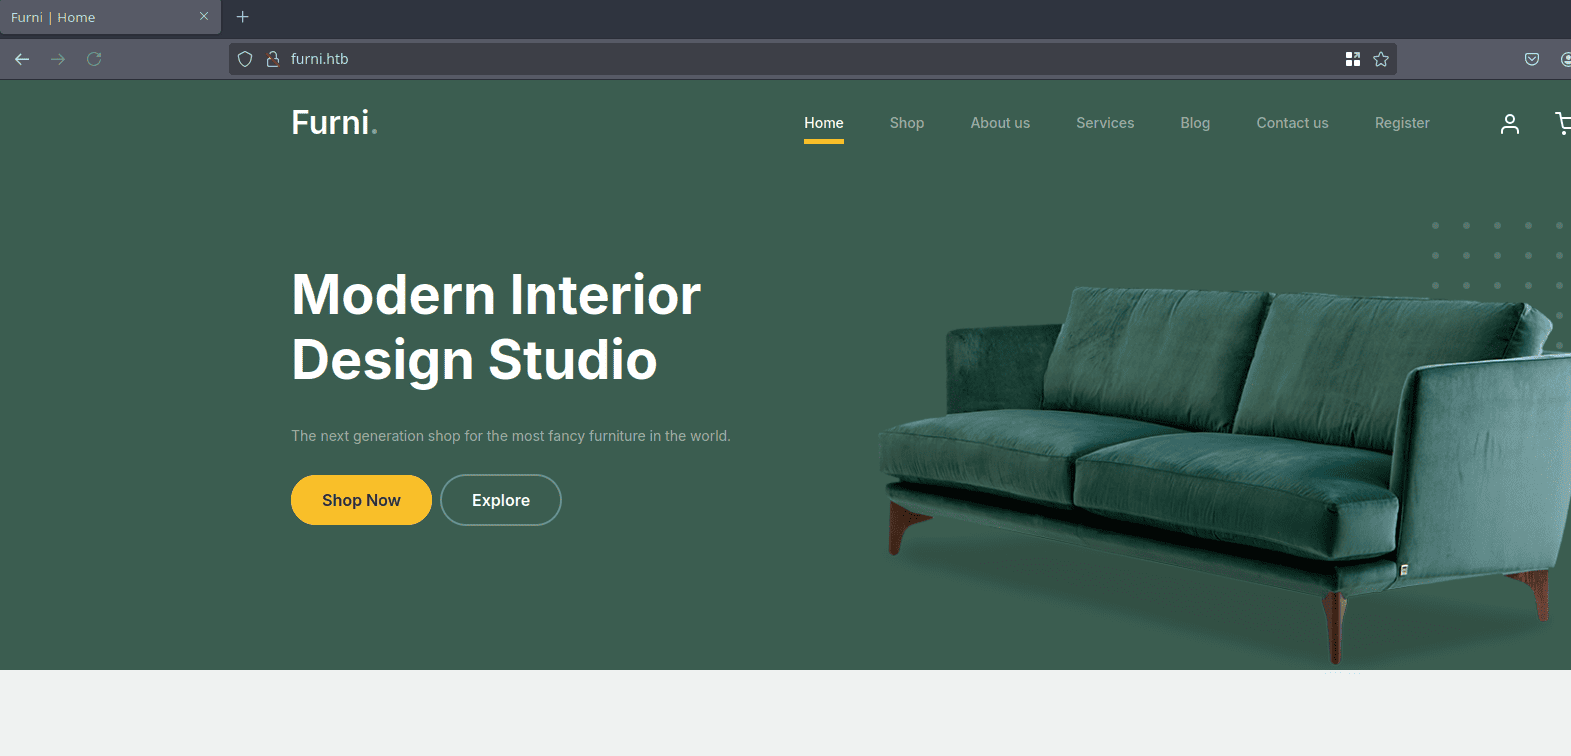 Furni | Home
furni.htb
Furni.
Home Shop About us Services Blog Contact us Register
Modern Interior
Design Studio
The next generation shop for the most fancy furniture in the world.
Shop Now Explore